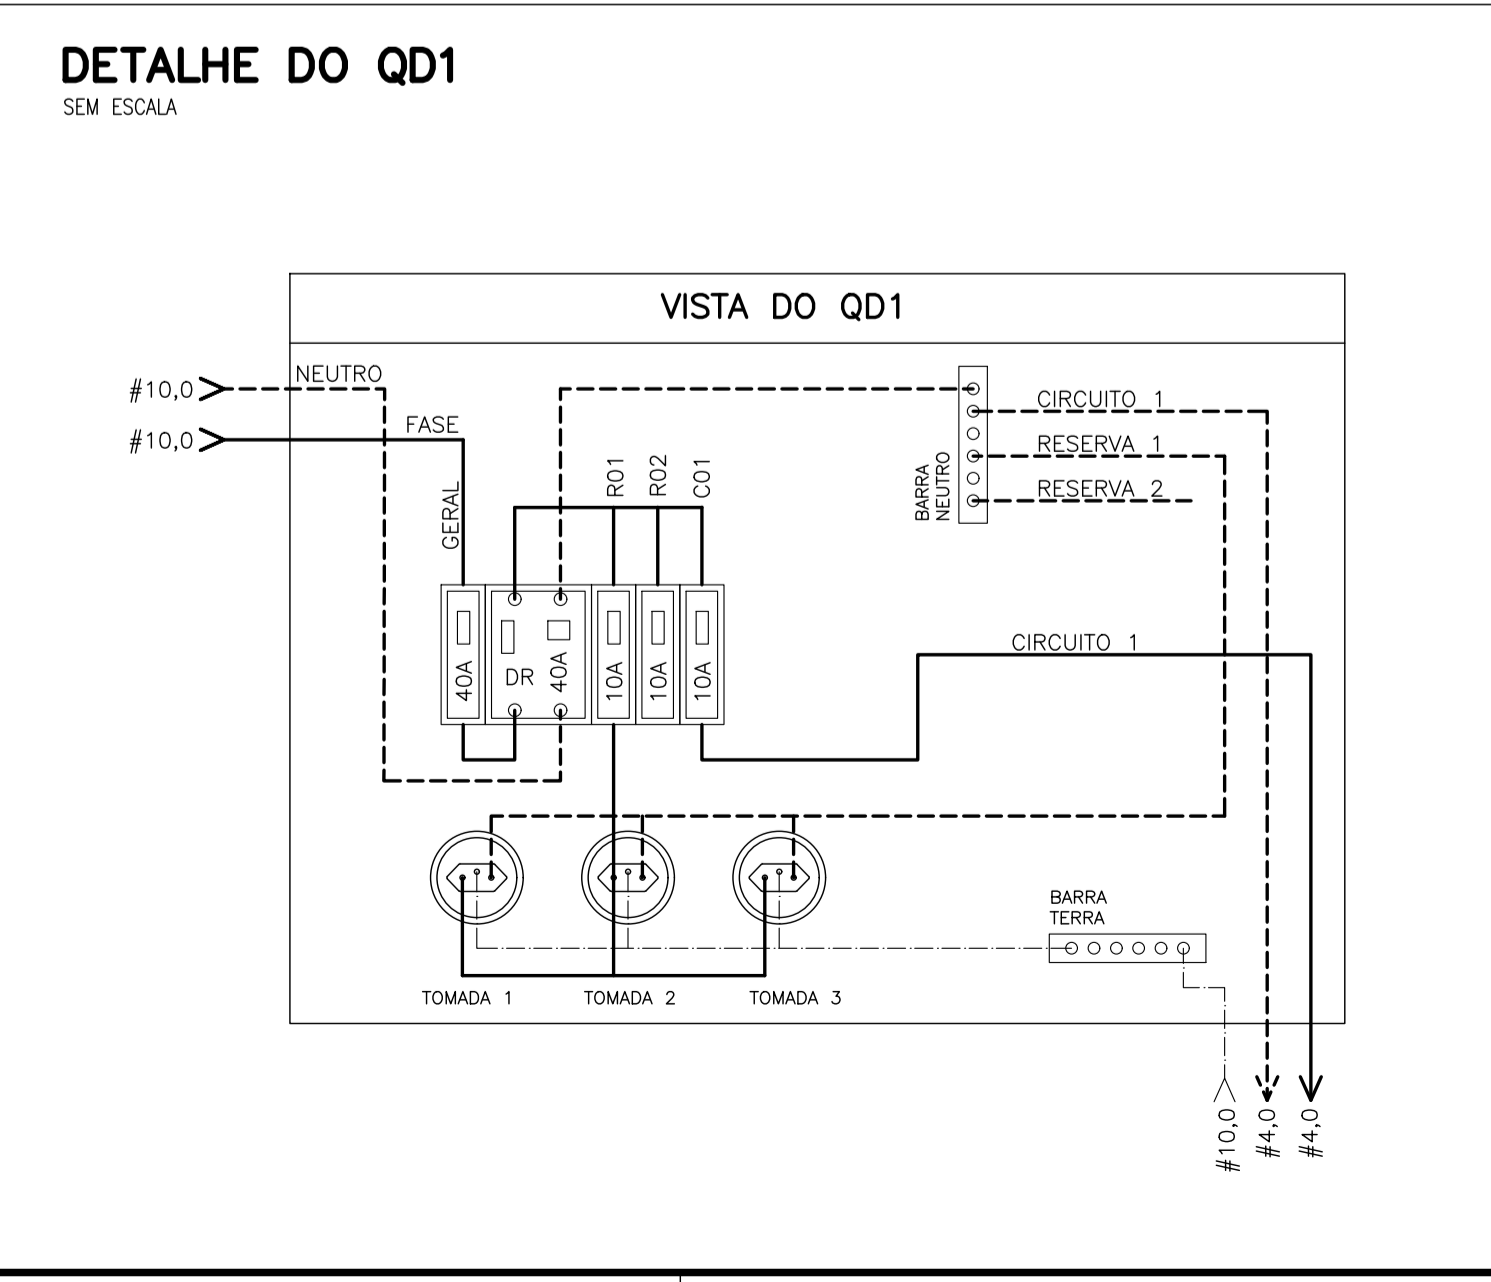 DETALHE DO QD1
SEM ESCALA
VISTA DO QD1
#10,0
NEUTRO
#10,0
FASE
GERAL
R01
R02
C01
BARRA
NEUTRO
CIRCUITO 1
RESERVA 1
RESERVA 2
40A
DR
40A
10A
10A
10A
CIRCUITO 1
BARRA
TERRA
TOMADA 1
TOMADA 2
TOMADA 3
#10,0
#4,0
#4,0